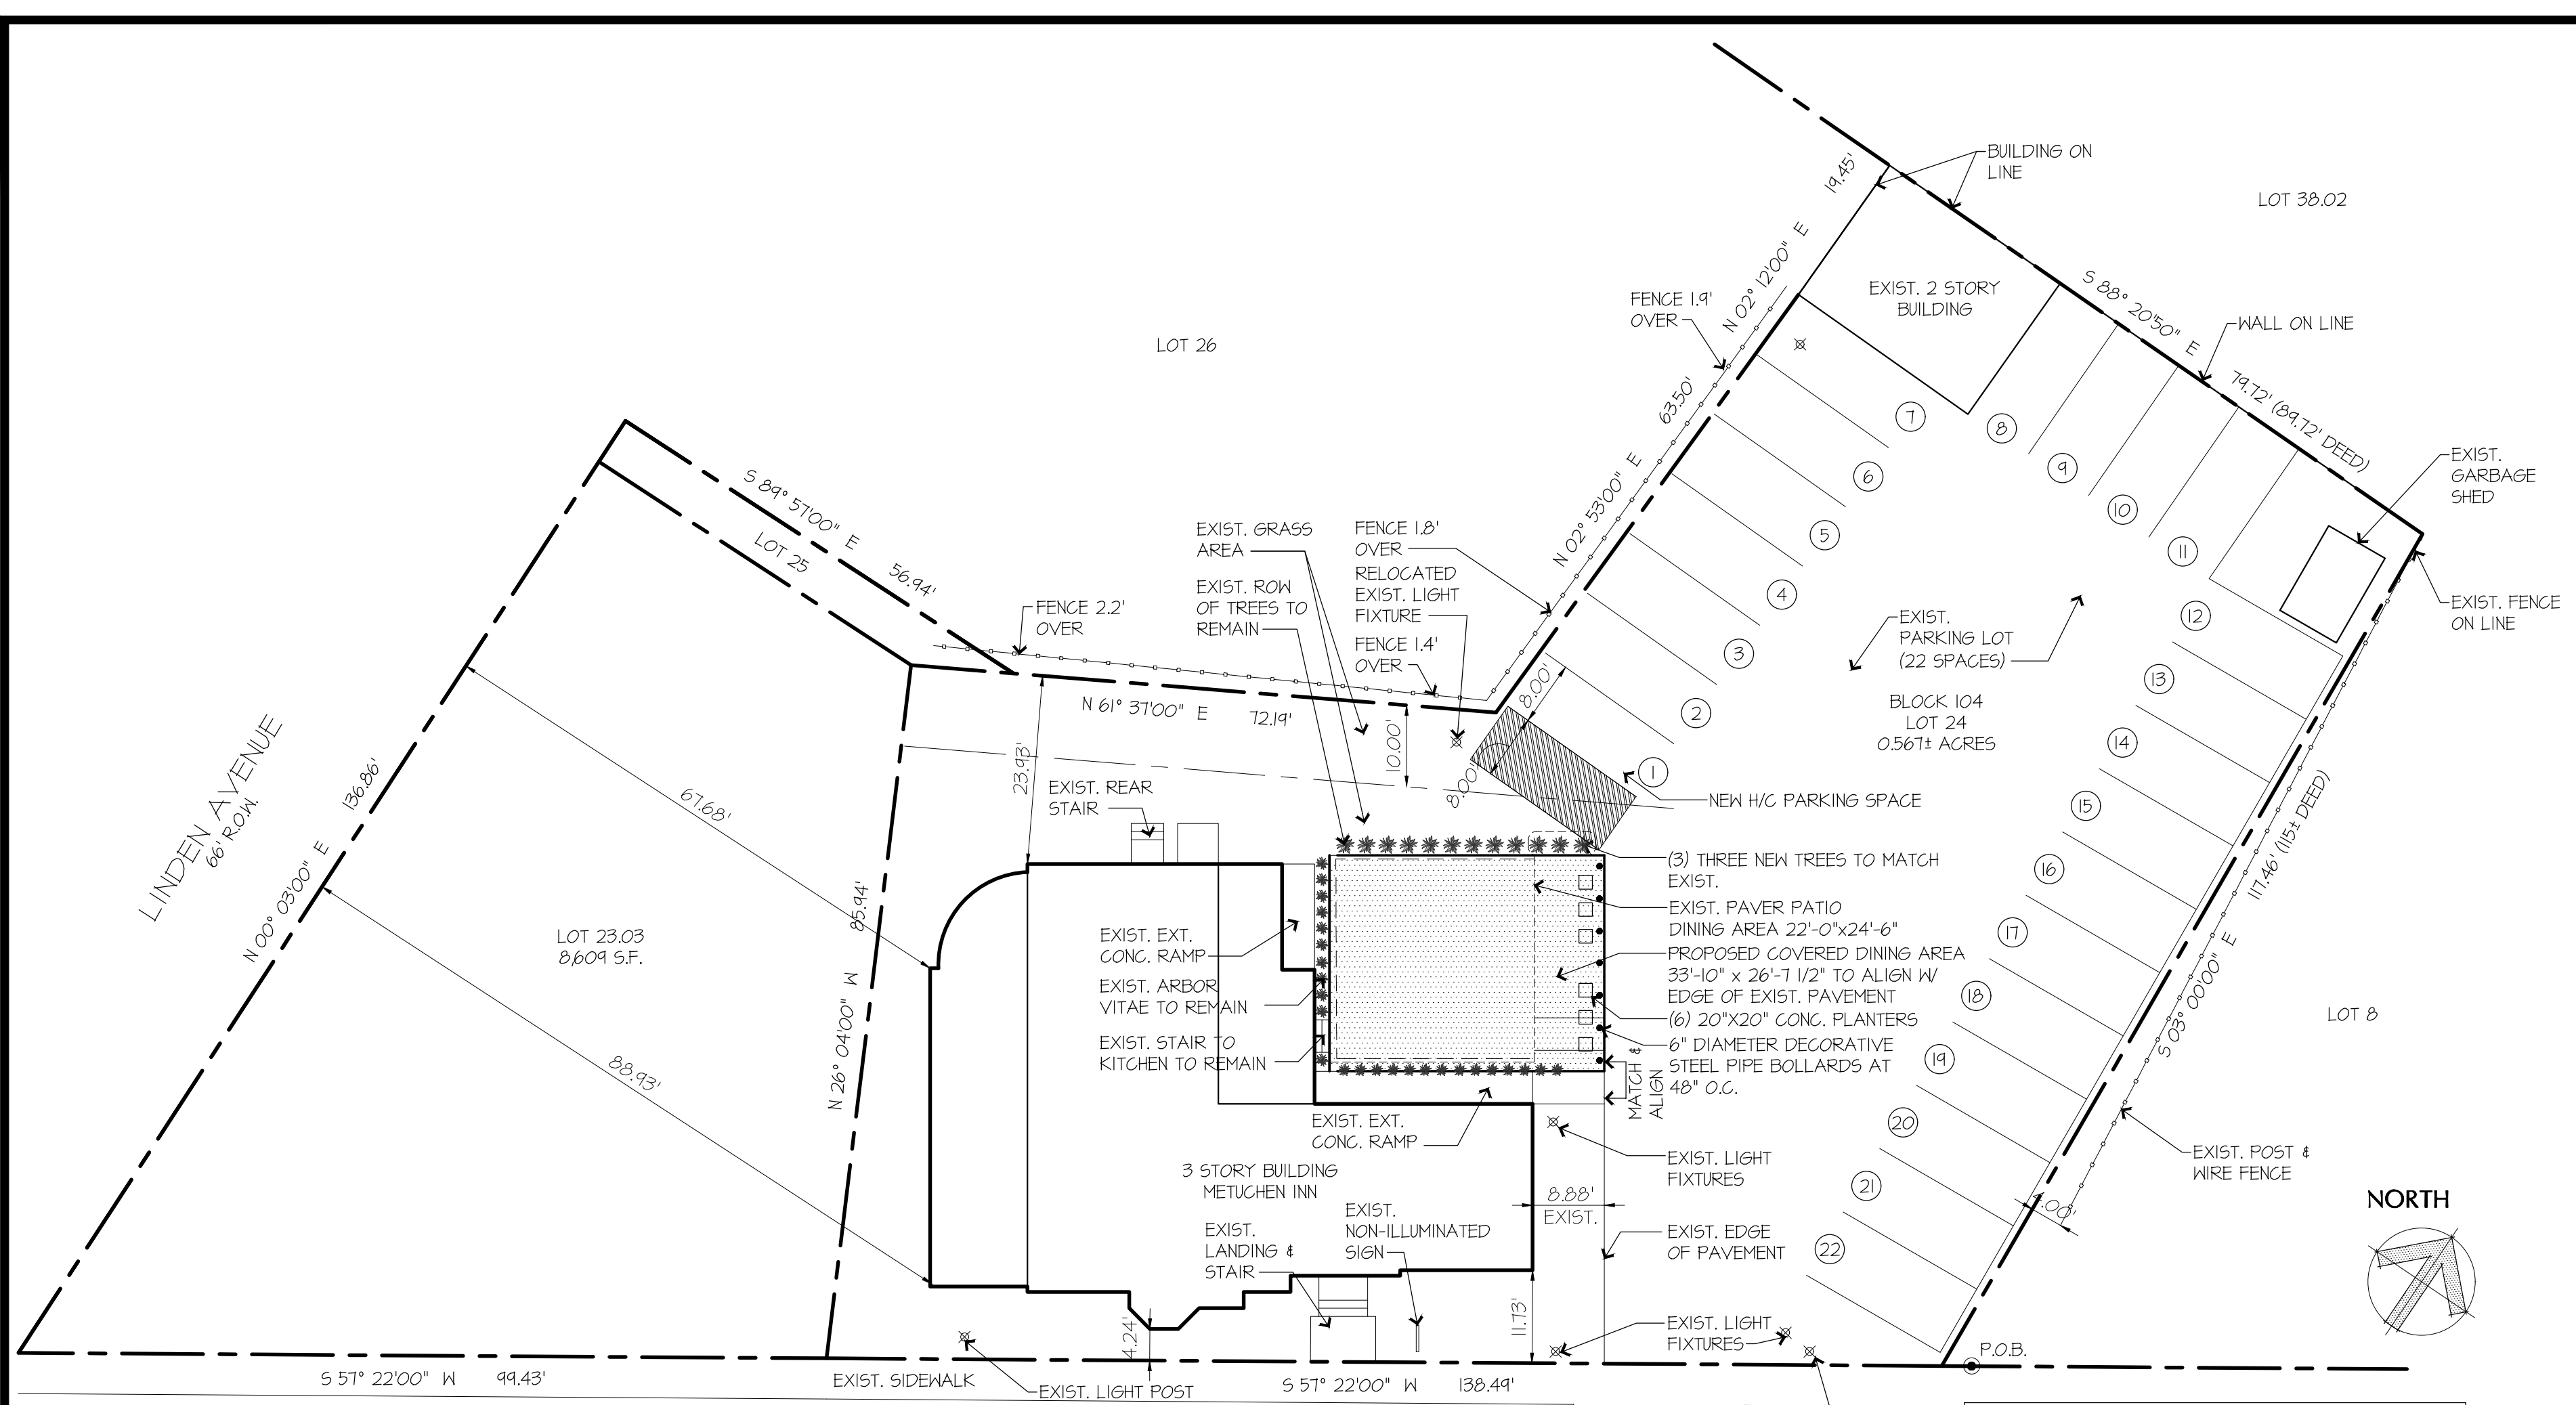 19.45'
BUILDING ON
LINE
LOT 38.02
N 02° 12'00" E
FENCE 1.9'
OVER
EXIST. 2 STORY
BUILDING
S 88° 20'50" E
WALL ON LINE
79.72' (89.72' DEED)
LOT 26
63.50'
N 02° 53'00" E
7
8
6
9
5
10
4
11
3
12
2
13
1
14
15
16
17
18
19
20
21
22
EXIST.
GARBAGE
SHED
EXIST. FENCE
ON LINE
S 89° 57'00" E
56.94'
LOT 25
FENCE 2.2'
OVER
EXIST. GRASS
AREA
EXIST. ROW
OF TREES TO
REMAIN
FENCE 1.8'
OVER
RELOCATED
EXIST. LIGHT
FIXTURE
FENCE 1.4'
OVER
EXIST.
PARKING LOT
(22 SPACES)
BLOCK 104
LOT 24
0.567± ACRES
N 61° 37'00" E 72.19'
10.00'
8.00'
8.00'
23.93'
NEW H/C PARKING SPACE
LINDEN AVENUE
66' R.O.W.
136.86'
N 00° 03'00" E
67.68'
88.93'
LOT 23.03
8,609 S.F.
85.94'
N 26° 04'00" W
EXIST. REAR
STAIR
EXIST. EXT.
CONC. RAMP
EXIST. ARBOR
VITAE TO REMAIN
EXIST. STAIR TO
KITCHEN TO REMAIN
(3) THREE NEW TREES TO MATCH
EXIST.
EXIST. PAVER PATIO
DINING AREA 22'-0"x24'-6"
PROPOSED COVERED DINING AREA
33'-10" x 26'-7 1/2" TO ALIGN W/
EDGE OF EXIST. PAVEMENT
(6) 20"X20" CONC. PLANTERS
6" DIAMETER DECORATIVE
STEEL PIPE BOLLARDS AT
48" O.C.
MATCH &
ALIGN
117.46' (115± DEED)
S 03° 00'00" E
LOT 8
EXIST. POST &
WIRE FENCE
4.00'
NORTH
EXIST. EXT.
CONC. RAMP
3 STORY BUILDING
METUCHEN INN
EXIST.
LANDING &
STAIR
EXIST.
NON-ILLUMINATED
SIGN
8.88'
EXIST.
EXIST. LIGHT
FIXTURES
EXIST. EDGE
OF PAVEMENT
EXIST. LIGHT
FIXTURES
11.73'
4.24'
P.O.B.
S 57° 22'00" W 99.43'
EXIST. SIDEWALK
EXIST. LIGHT POST
S 57° 22'00" W 138.49'